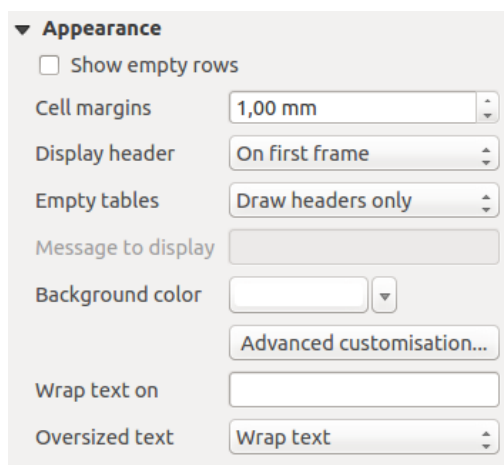 Appearance
Show empty rows
Cell margins 1,00 mm
Display header On first frame
Empty tables Draw headers only
Message to display
Background color
Advanced customisation...
Wrap text on
Oversized text Wrap text